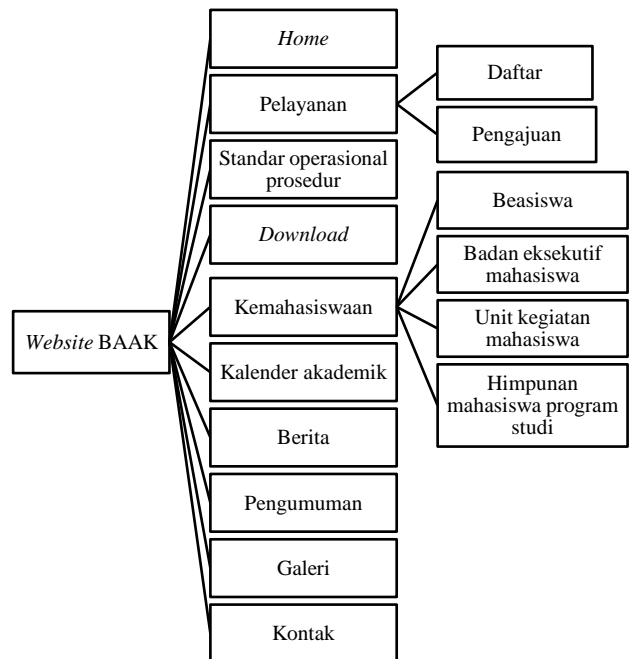 Website BAAK
Home
Pelayanan
Daftar
Pengajuan
Standar operasional
prosedur
Download
Kemahasiswaan
Beasiswa
Badan eksekutif
mahasiswa
Unit kegiatan
mahasiswa
Himpunan
mahasiswa program
studi
Kalender akademik
Berita
Pengumuman
Galeri
Kontak